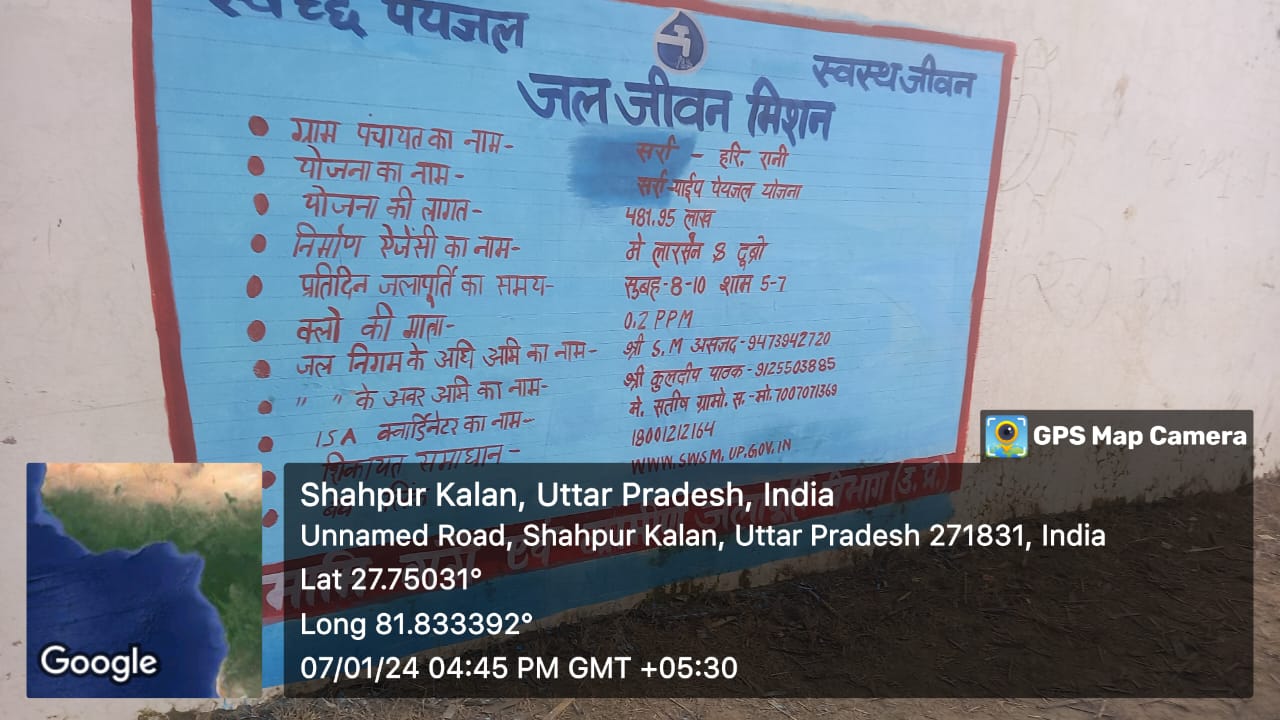 स्वच्छ पेयजल
स्वस्थ जीवन
जल जीवन मिशन
• ग्राम पंचायत का नाम- सर्रा - हरि. रानी
• योजना का नाम- सर्रा-पाईप पेयजल योजना
• योजना की लागत- 481.95 लाख
• निर्माण ऐजेंसी का नाम- मे लारसेन & टूब्रो
• प्रतिदिन जलापूर्ति का समय- सुबह-8-10 शाम 5-7
• क्लो की मात्रा- 0.2 PPM
• जल निगम के अधि अभि का नाम- श्री S.M असजद-9473942720
• " " के अवर अभि का नाम- श्री कुलदीप पाठक-9125503885
• ISA क्वार्डिनेटर का नाम- मे. सतीष ग्रामो. स.-मो. 7007071369
• शिकायत समाधान- 18001212164
• WWW.SWSM.UP.GOV.IN
एवं ग्रामीण विभाग (उ.प्र.)
GPS Map Camera
Shahpur Kalan, Uttar Pradesh, India
Unnamed Road, Shahpur Kalan, Uttar Pradesh 271831, India
Lat 27.75031°
Long 81.833392°
07/01/24 04:45 PM GMT +05:30
Google